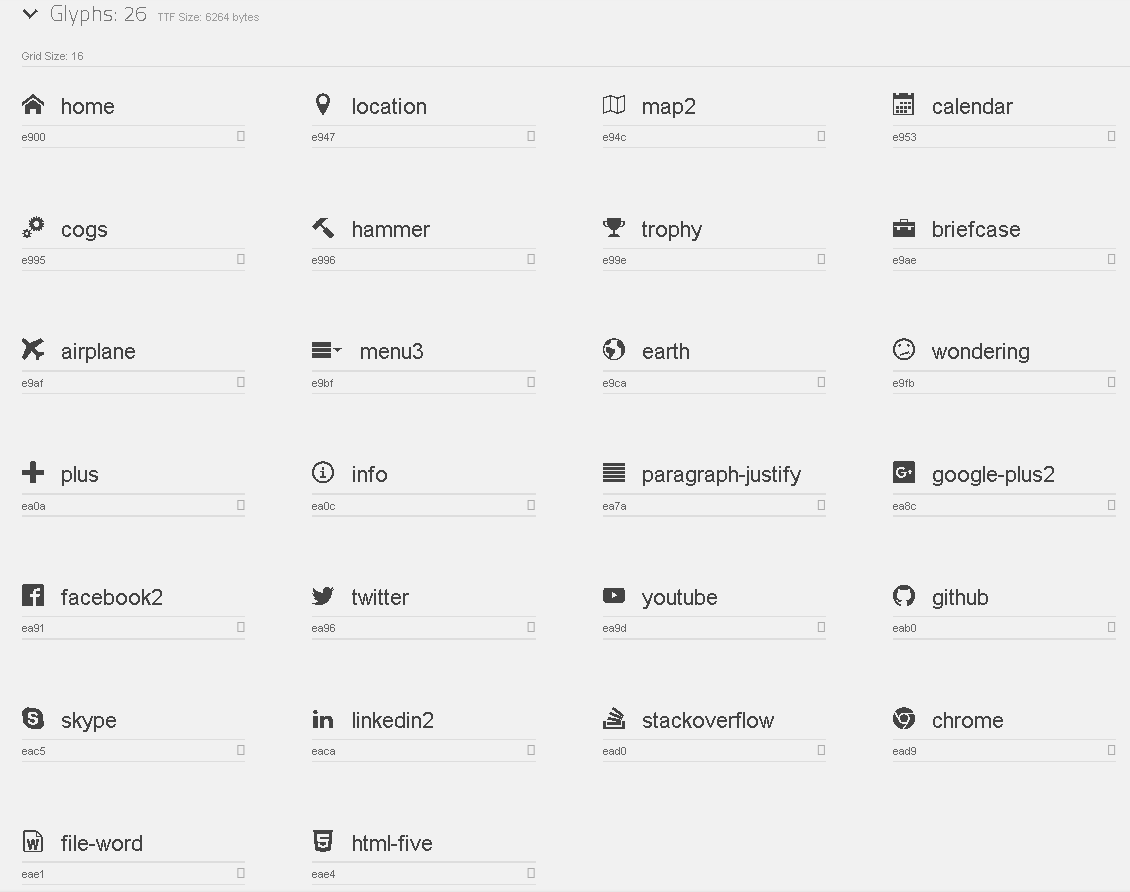 Glyphs: 26 TTF Size: 6264 bytes
Grid Size: 16
home location map2 calendar
e900 e947 e94c e953
cogs hammer trophy briefcase
e995 e996 e99e e9ae
airplane menu3 earth wondering
e9af e9bf e9ca e9fb
plus info paragraph-justify google-plus2
ea0a ea0c ea7a ea8c
facebook2 twitter youtube github
ea91 ea96 ea9d eab0
skype linkedin2 stackoverflow chrome
eac5 eaca ead0 ead9
file-word html-five
eae1 eae4